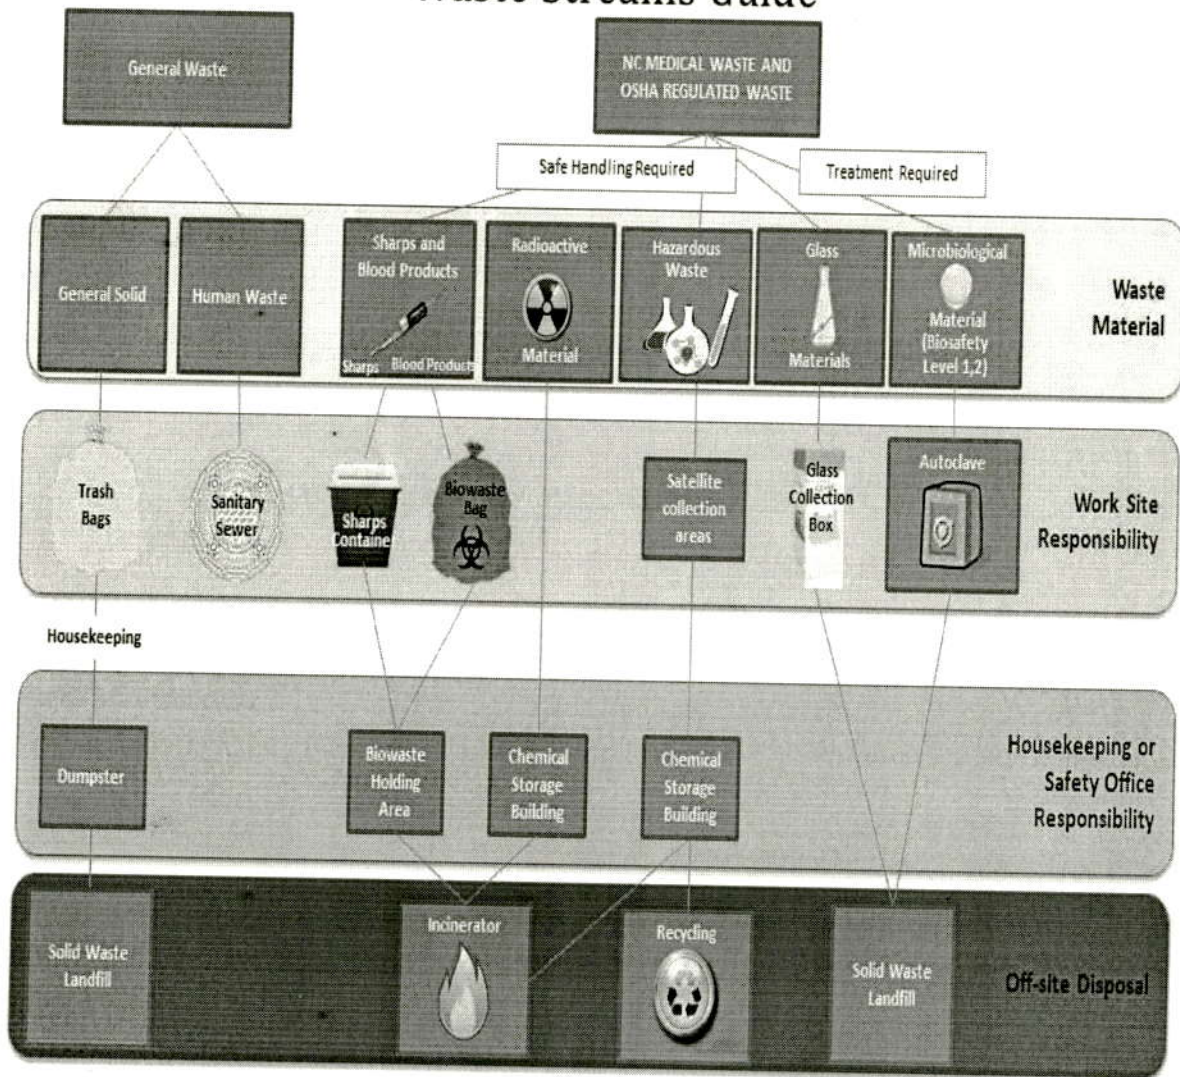 Waste Streams Guide
General Waste
NC MEDICAL WASTE AND
OSHA REGULATED WASTE
Safe Handling Required
Treatment Required
General Solid
Human Waste
Sharps and
Blood Products
Sharps
Blood Products
Radioactive
Material
Hazardous
Waste
Glass
Materials
Microbiological
Material
(Biosafety
Level 1,2)
Waste
Material
Trash
Bags
Sanitary
Sewer
Sharps
Containe
Biowaste
Bag
Satellite
collection
areas
Glass
Collection
Box
Autoclave
Work Site
Responsibility
Housekeeping
Dumpster
Biowaste
Holding
Area
Chemical
Storage
Building
Chemical
Storage
Building
Housekeeping or
Safety Office
Responsibility
Solid Waste
Landfill
Incinerator
Recycling
Solid Waste
Landfill
Off-site Disposal